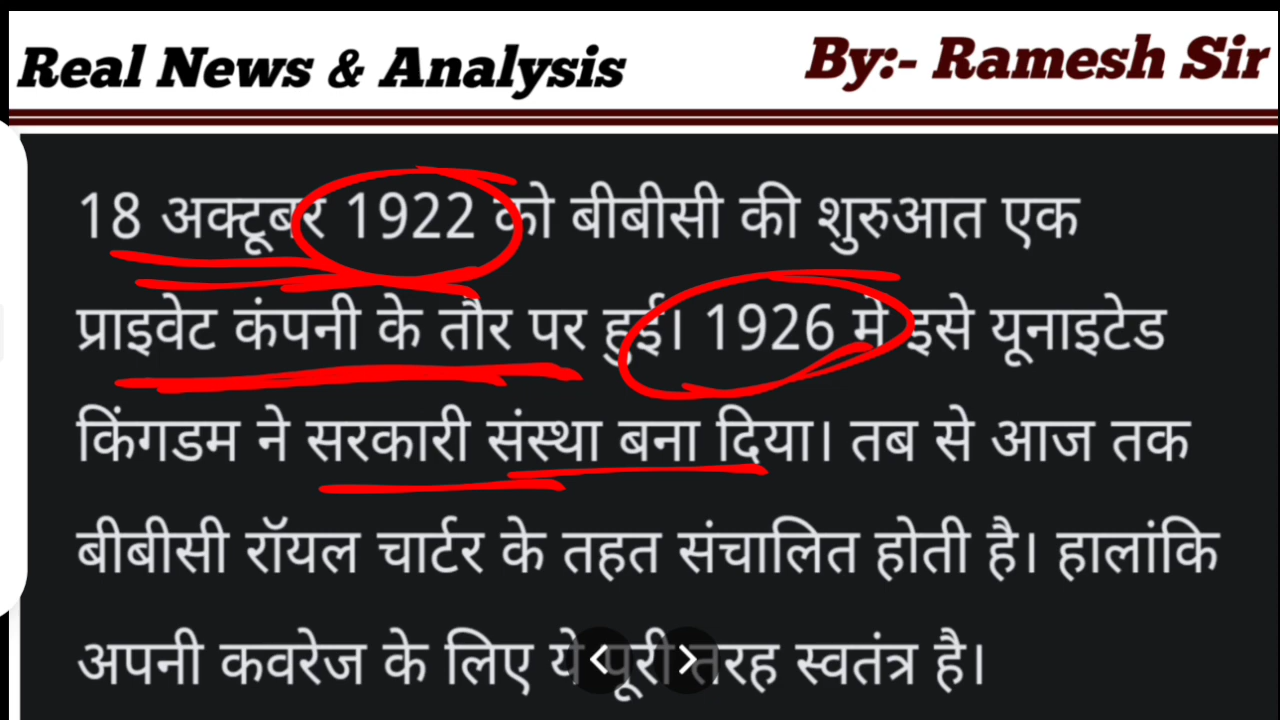 Real News & Analysis
By:- Ramesh Sir
18 अक्टूबर 1922 को बीबीसी की शुरुआत एक
प्राइवेट कंपनी के तौर पर हुई। 1926 मे इसे यूनाइटेड
किंगडम ने सरकारी संस्था बना दिया। तब से आज तक
बीबीसी रॉयल चार्टर के तहत संचालित होती है। हालांकि
अपनी कवरेज के लिए ये पूरी तरह स्वतंत्र है।